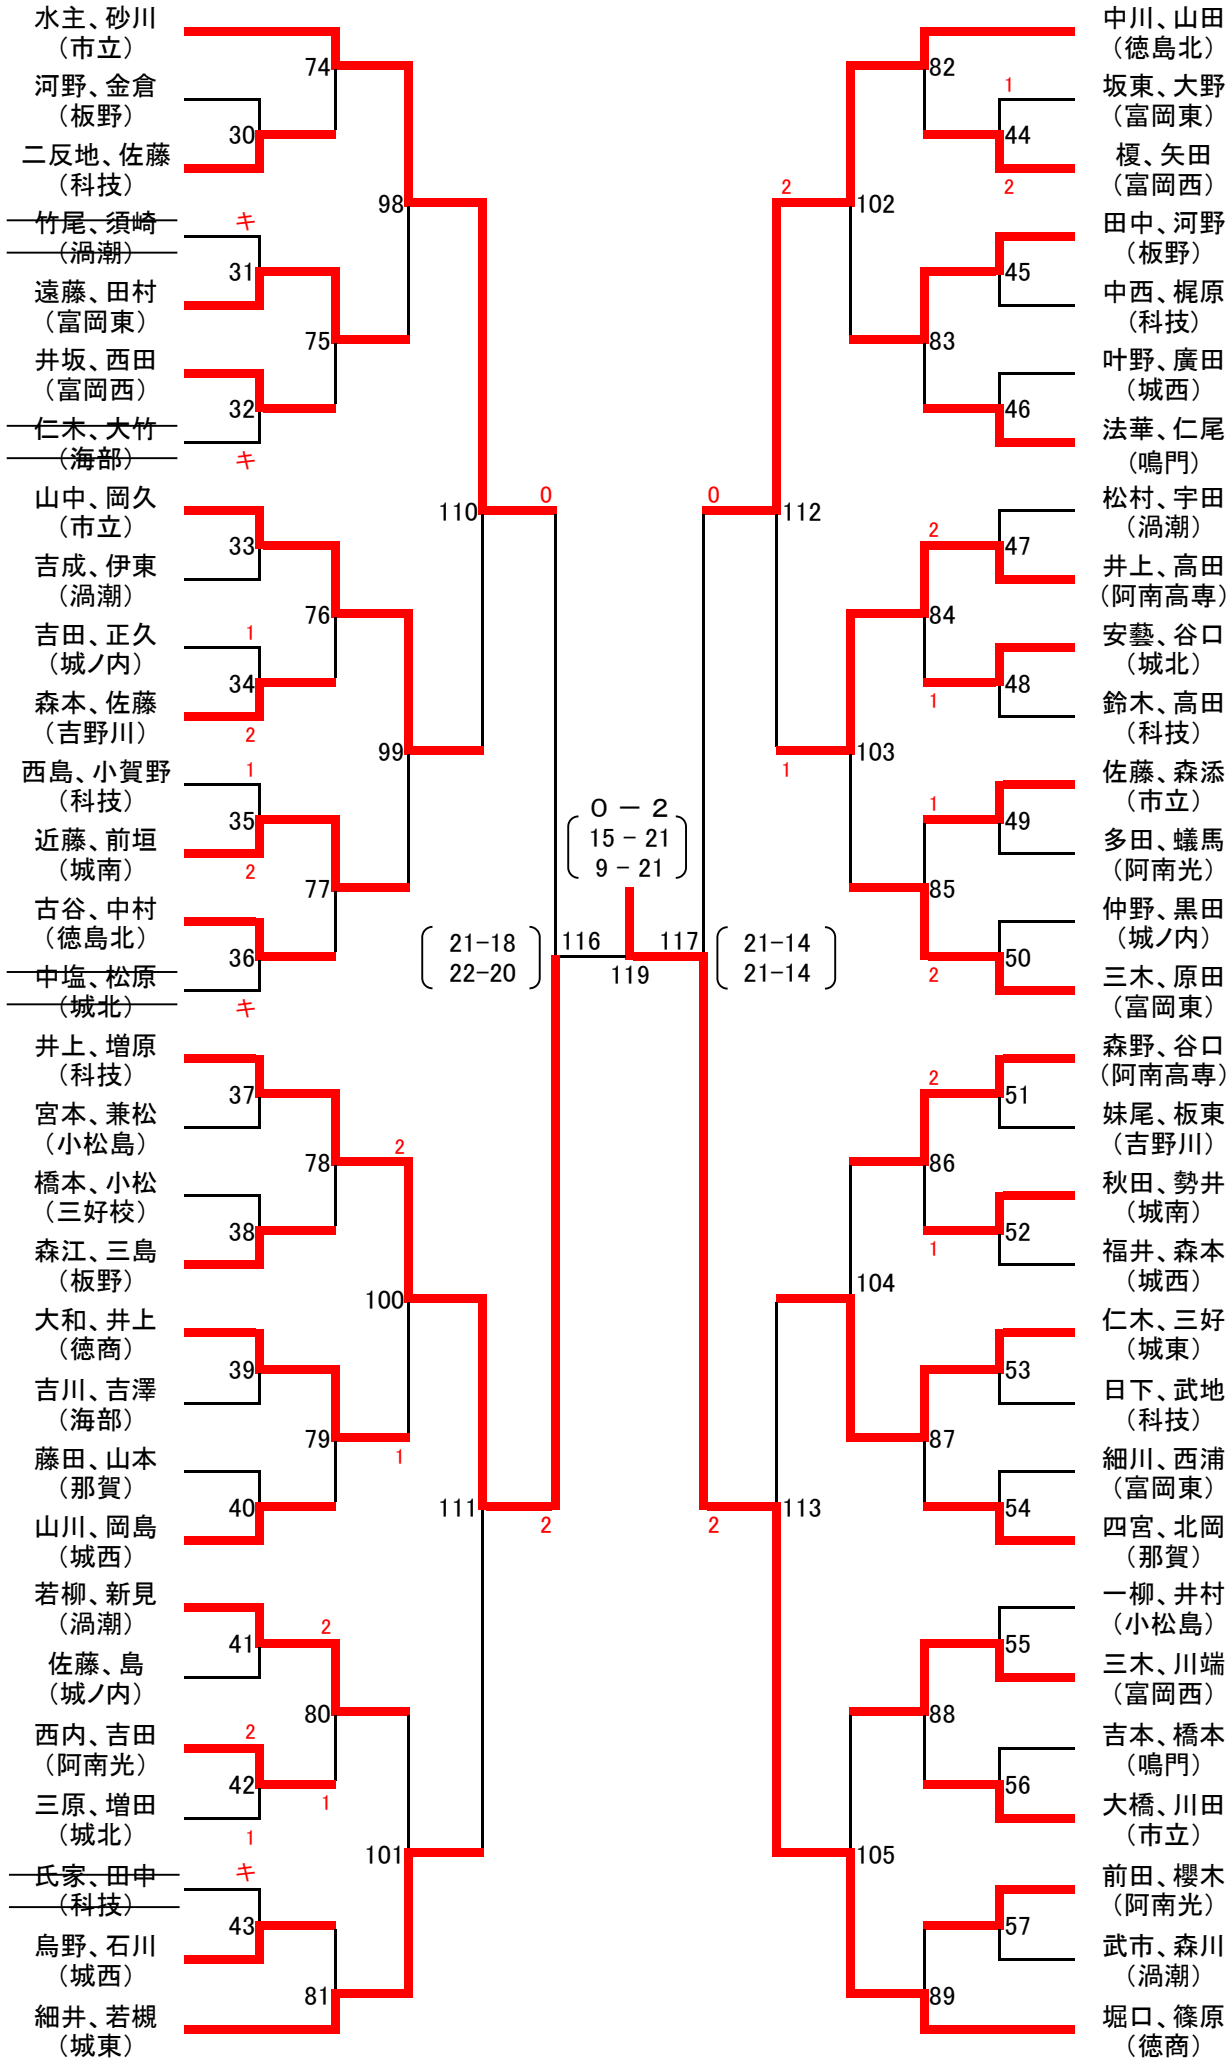 水主、砂川
（市立）
74
河野、金倉
（板野）
30
二反地、佐藤
（科技）
98
竹尾、須崎
（渦潮）
キ
31
遠藤、田村
（富岡東）
75
井坂、西田
（富岡西）
32
仁木、大竹
（海部）
キ
山中、岡久
（市立）
110
0
33
吉成、伊東
（渦潮）
76
吉田、正久
（城ノ内）
1
34
森本、佐藤
（吉野川）
2
99
西島、小賀野
（科技）
1
35
近藤、前垣
（城南）
2
77
古谷、中村
（徳島北）
36
中塩、松原
（城北）
キ
井上、増原
（科技）
37
宮本、兼松
（小松島）
78
2
橋本、小松
（三好校）
38
森江、三島
（板野）
100
大和、井上
（徳商）
39
吉川、吉澤
（海部）
79
1
藤田、山本
（那賀）
40
111
2
山川、岡島
（城西）
若柳、新見
（渦潮）
41
2
佐藤、島
（城ノ内）
80
西内、吉田
（阿南光）
2
42
1
三原、増田
（城北）
1
101
氏家、田中
（科技）
キ
43
烏野、石川
（城西）
81
細井、若槻
（城東）
0 － 2
15 － 21
9 － 21
21-18
22-20
116
117
119
21-14
21-14
中川、山田
（徳島北）
82
坂東、大野
（富岡東）
1
44
榎、矢田
（富岡西）
2
2
102
田中、河野
（板野）
45
中西、梶原
（科技）
83
叶野、廣田
（城西）
46
法華、仁尾
（鳴門）
0
112
松村、宇田
（渦潮）
2
47
井上、高田
（阿南高専）
84
安藝、谷口
（城北）
48
1
鈴木、高田
（科技）
1
103
佐藤、森添
（市立）
1
49
多田、蟻馬
（阿南光）
85
仲野、黒田
（城ノ内）
50
2
三木、原田
（富岡東）
森野、谷口
（阿南高専）
2
51
妹尾、板東
（吉野川）
86
秋田、勢井
（城南）
52
1
福井、森本
（城西）
104
仁木、三好
（城東）
53
日下、武地
（科技）
87
細川、西浦
（富岡東）
54
2
113
四宮、北岡
（那賀）
一柳、井村
（小松島）
55
三木、川端
（富岡西）
88
吉本、橋本
（鳴門）
56
大橋、川田
（市立）
105
前田、櫻木
（阿南光）
57
武市、森川
（渦潮）
89
堀口、篠原
（徳商）